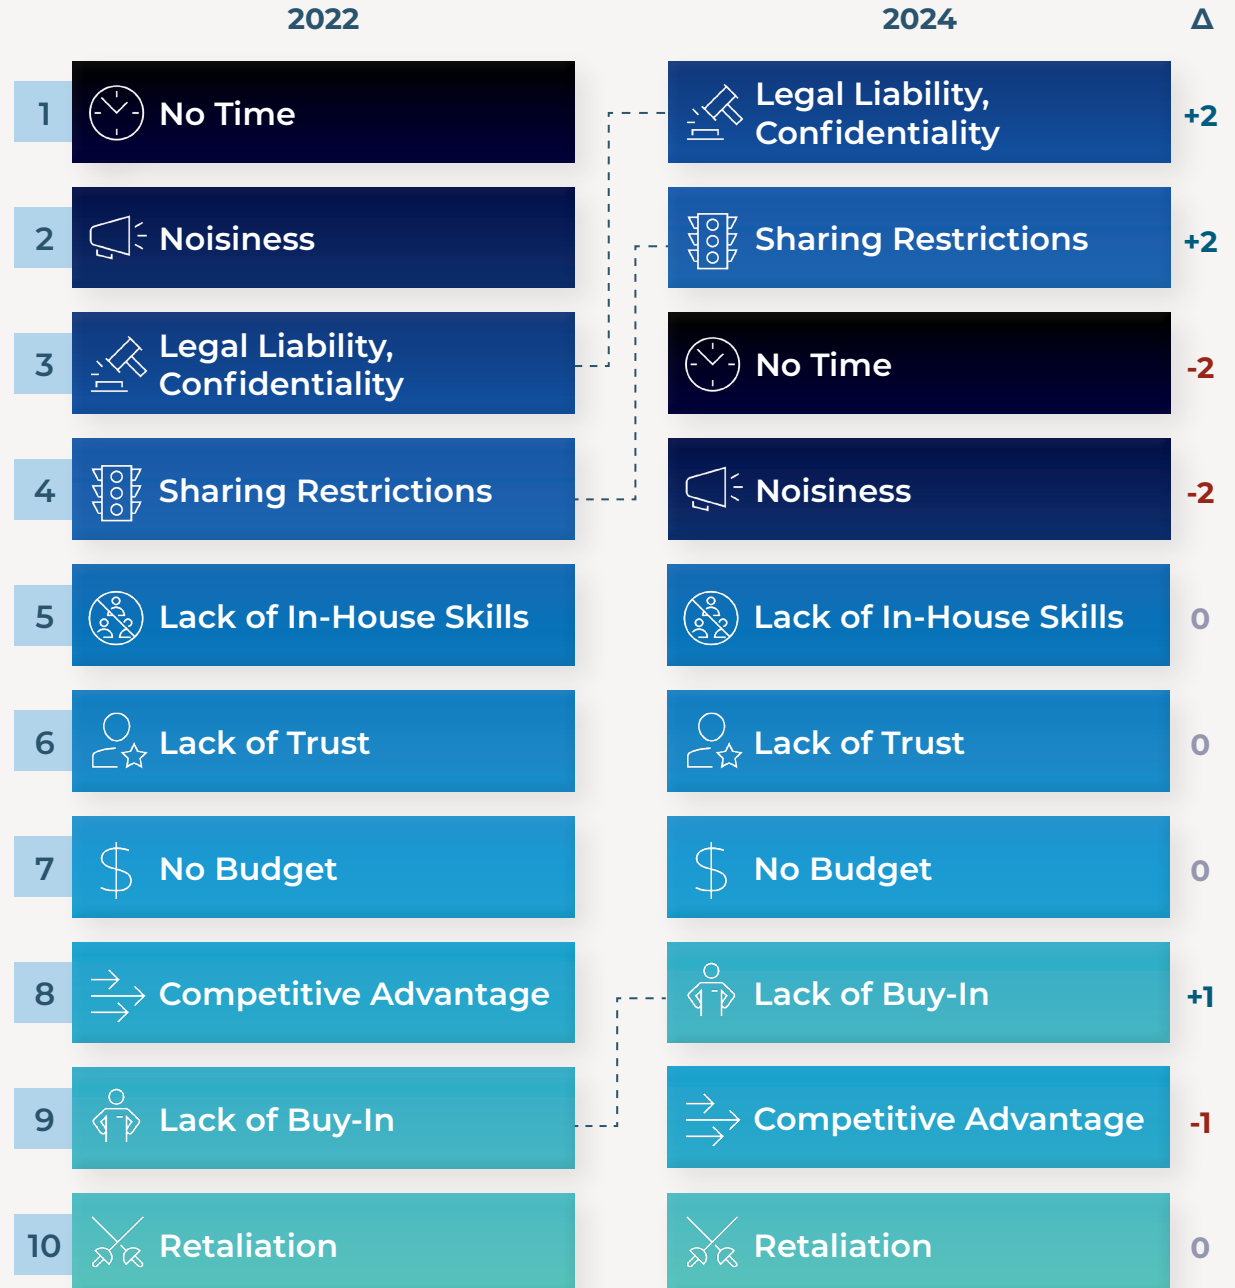 2022 2024 Δ
1 No Time Legal Liability, +2
Confidentiality
2 Noisiness Sharing Restrictions +2
3 Legal Liability, No Time -2
Confidentiality
4 Sharing Restrictions Noisiness -2
5 Lack of In-House Skills Lack of In-House Skills 0
6 Lack of Trust Lack of Trust 0
7 No Budget No Budget 0
8 Competitive Advantage Lack of Buy-In +1
9 Lack of Buy-In Competitive Advantage -1
10 Retaliation Retaliation 0